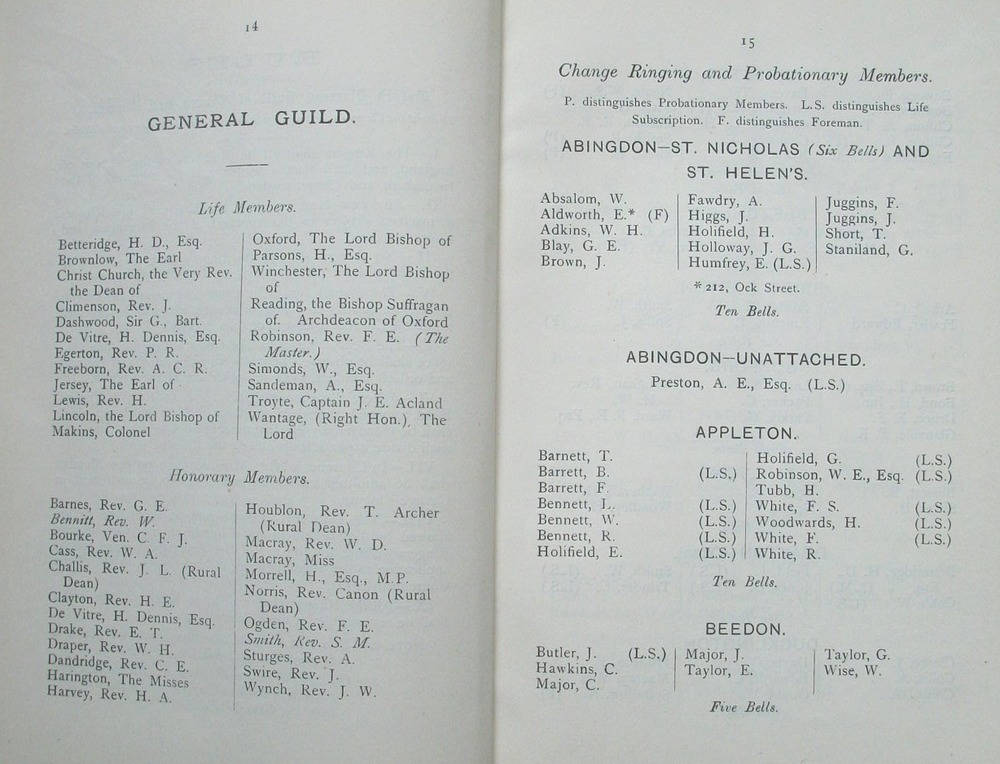 14
GENERAL GUILD.
Life Members.
Betteridge, H. D., Esq.
Brownlow, The Earl
Christ Church, the Very Rev.
the Dean of
Climenson, Rev. J.
Dashwood, Sir G., Bart.
De Vitre, H. Dennis, Esq.
Egerton, Rev. P. R.
Freeborn, Rev. A. C. R.
Jersey, The Earl of
Lewis, Rev. H.
Lincoln, the Lord Bishop of
Makins, Colonel
Oxford, The Lord Bishop of
Parsons, H., Esq.
Winchester, The Lord Bishop
of
Reading, the Bishop Suffragan
of. Archdeacon of Oxford
Robinson, Rev. F. E. (The
Master.)
Simonds, W., Esq.
Sandeman, A., Esq.
Troyte, Captain J. E. Acland
Wantage, (Right Hon.), The
Lord
Honorary Members.
Barnes, Rev. G. E.
Bennitt, Rev. W.
Bourke, Ven. C. F. J.
Cass, Rev. W. A.
Challis, Rev. J. L. (Rural
Dean)
Clayton, Rev. H. E.
De Vitre, H. Dennis, Esq.
Drake, Rev. E. T.
Draper, Rev. W. H.
Dandridge, Rev. C. E.
Harington, The Misses
Harvey, Rev. H. A.
Houblon, Rev. T. Archer
(Rural Dean)
Macray, Rev. W. D.
Macray, Miss
Morrell, H., Esq., M.P.
Norris, Rev. Canon (Rural
Dean)
Ogden, Rev. F. E.
Smith, Rev. S. M.
Sturges, Rev. A.
Swire, Rev. J.
Wynch, Rev. J. W.
15
Change Ringing and Probationary Members.
P. distinguishes Probationary Members. L.S. distinguishes Life
Subscription. F. distinguishes Foreman.
ABINGDON—ST. NICHOLAS (Six Bells) AND
ST. HELEN'S.
Absalom, W.
Aldworth, E.* (F)
Adkins, W. H.
Blay, G. E.
Brown, J.
Fawdry, A.
Higgs, J.
Holifield, H.
Holloway, J. G.
Humfrey, E. (L.S.)
Juggins, F.
Juggins, J.
Short, T.
Staniland, G.
* 212, Ock Street.
Ten Bells.
ABINGDON—UNATTACHED.
Preston, A. E., Esq. (L.S.)
APPLETON.
Barnett, T.
Barrett, B. (L.S.)
Barrett, F.
Bennett, L. (L.S.)
Bennett, W. (L.S.)
Bennett, R. (L.S.)
Holifield, E. (L.S.)
Holifield, G. (L.S.)
Robinson, W. E., Esq. (L.S.)
Tubb, H.
White, F. S. (L.S.)
Woodwards, H. (L.S.)
White, F. (L.S.)
White, R.
Ten Bells.
BEEDON.
Butler, J. (L.S.)
Hawkins, C.
Major, C.
Major, J.
Taylor, E.
Taylor, G.
Wise, W.
Five Bells.